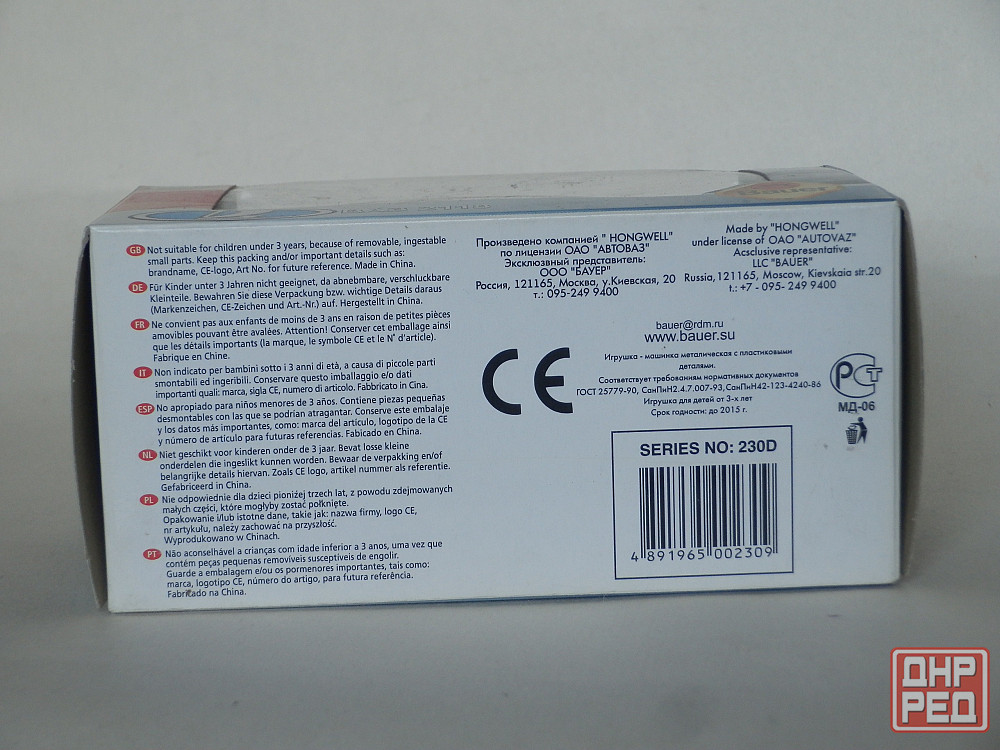 Bauer
GB Not suitable for children under 3 years, because of removable, ingestable
small parts. Keep this packing and/or important details such as:
brandname, CE-logo, Art No. for future reference. Made in China.
DE Für Kinder unter 3 Jahren nicht geeignet, da abnebmbare, verschluckbare
Kleinteile. Bewahren Sie diese Verpackung bzw. wichtige Details daraus
(Markenzeichen, CE-Zeichen und Art.-Nr.) auf. Hergestellt in China.
FR Ne convient pas aux enfants de moins de 3 ans en raison de petites pièces
amovibles pouvant être avalées. Attention! Conserver cet emballage ainsi
que les détails importants (la marque, le symbole CE et le N° d'article).
Fabrique en Chine.
IT Non indicato per bambini sotto i 3 anni di età, a causa di piccole parti
smontabili ed ingeribili. Conservare questo imballaggio e/o dati
importanti quali: marca, sigla CE, numero di articolo. Fabbricato in Cina.
ESP No apropiado para niños menores de 3 años. Contiene piezas pequeñas
desmontables con las que se podrían atragantar. Conserve este embalaje
y los datos más importantes, como: marca del articulo, logotipo de la CE
y número de artículo para futuras referencias. Fabicado en China.
NL Niet geschikt voor kinderen onder de 3 jaar. Bevat losse kleine
onderdelen die ingeslikt kunnen worden. Bewaar de verpakking en/of
belangrijke details hiervan. Zoals CE logo, artikel nummer als referentie.
Gefabriceerd in China.
PL Nie odpowiednie dla dzieci pionižej trzech lat, z powodu zdejmowanych
małych części, które mogłyby zostać połknięte.
Opakowanie i/lub istotne dane, takie jak: nazwa firmy, logo CE,
nr artykułu, należy zachować na przyszłość.
Wyprodukowano w Chinach.
PT Não aconselhável a crianças com idade inferior a 3 anos, uma vez que
contém peças pequenas removíveis susceptíveis de engolir.
Guarde a embalagem e/ou os pormenores importantes, tais como:
marca, logotipo CE, número do artigo, para futura referência.
Fabricado na China.
Произведено компанией " HONGWELL"
по лицензии ОАО "АВТОВАЗ"
Эксклюзвный представитель:
ООО "БАУЕР"
Россия, 121165, Москва, у.Киевская, 20
т.: 095-249 9400
Made by "HONGWELL"
under license of OAO "AUTOVAZ"
Acsclusive representative:
LLC "BAUER"
Russia, 121165, Moscow, Kievskaia str.20
t.: +7 - 095- 249 9400
bauer@rdm.ru
www.bauer.su
CE
Игрушка - машинка металическая с пластиковыми
деталями.
Соответствует требованиям нормативных документов
ГОСТ 25779-90, СанПиН2.4.7.007-93, СанПиН42-123-4240-86
Игрушка для детей от 3-х лет
Срок годности: до 2015 г.
РСТ
МД-06
SERIES NO: 230D
4 891965 002309
ДНР
РЕД